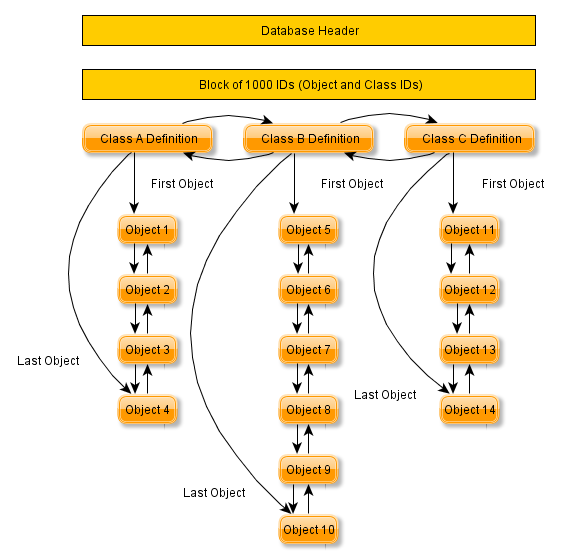 Database Header
Block of 1000 IDs (Object and Class IDs)
Class A Definition
Class B Definition
Class C Definition
First Object
First Object
First Object
Object 1
Object 5
Object 11
Object 2
Object 6
Object 12
Object 3
Object 7
Object 13
Last Object
Last Object
Object 4
Object 8
Object 14
Object 9
Last Object
Object 10